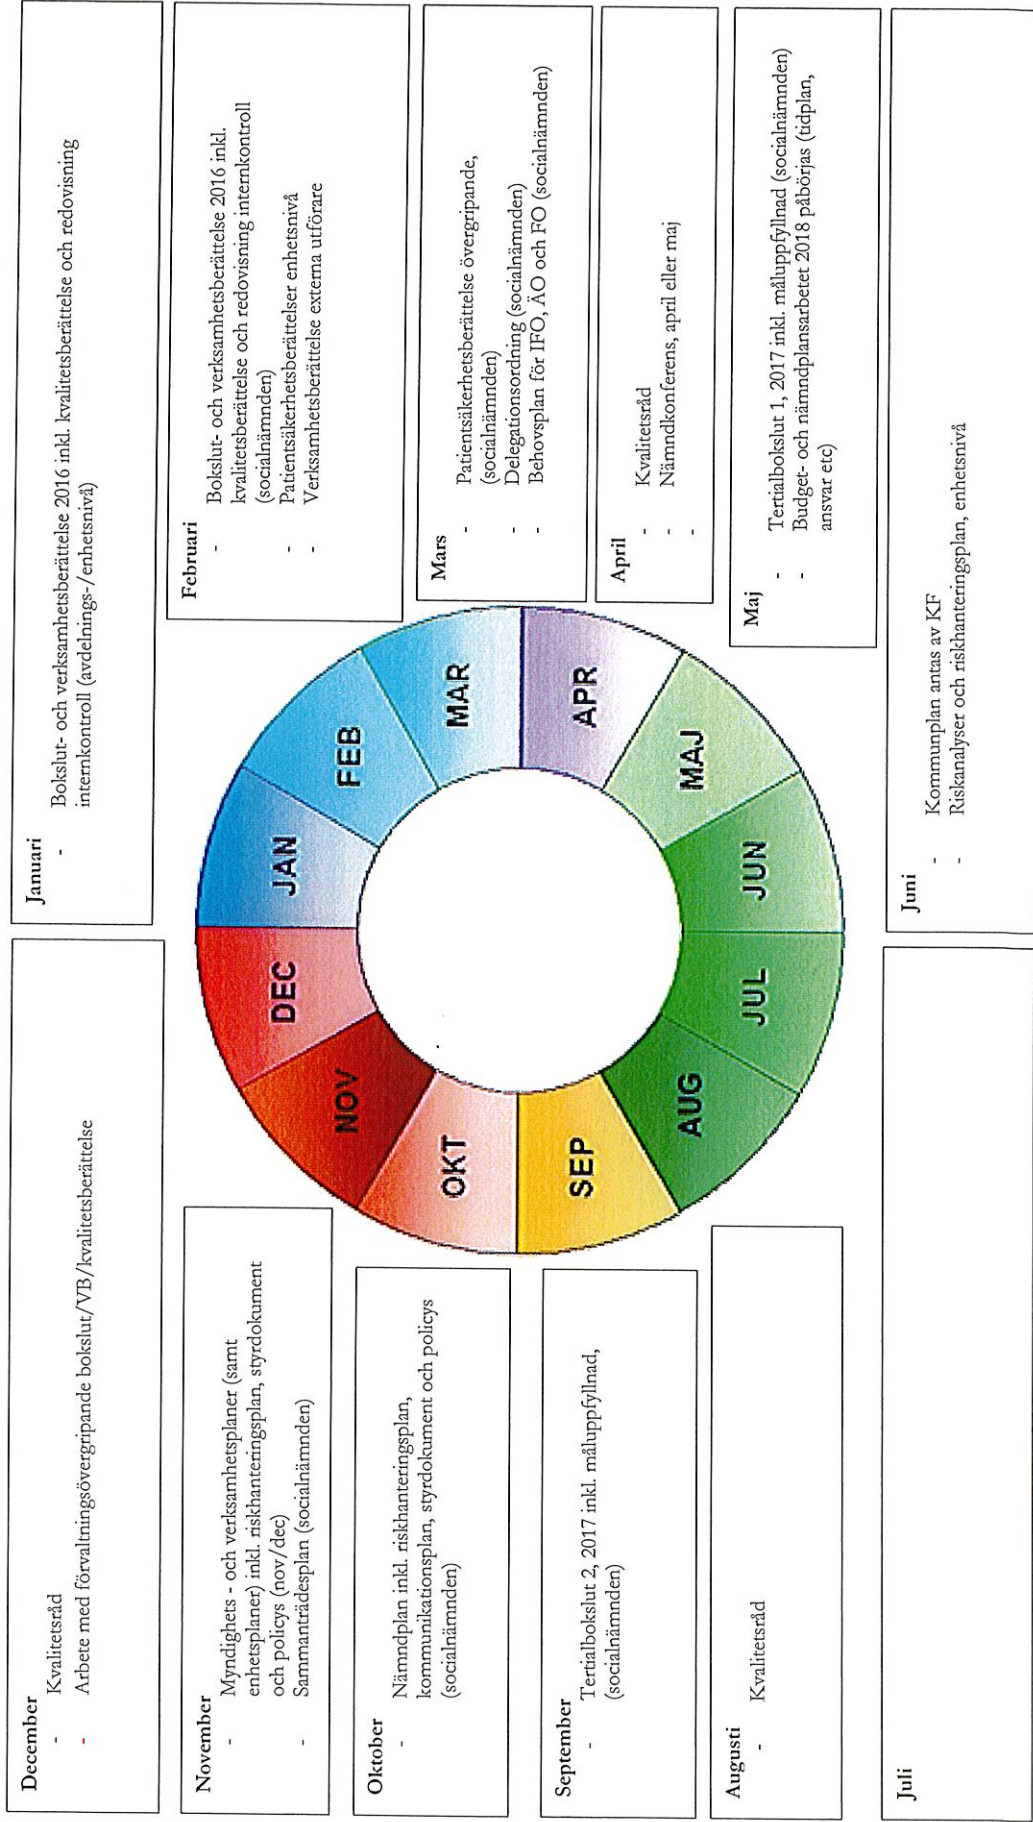 December
- Kvalitetsråd
- Arbete med förvaltningsövergripande bokslut/VB/kvalitetsberättelse
Januari
- Bokslut- och verksamhetsberättelse 2016 inkl. kvalitetsberättelse och redovisning
internkontroll (avdelnings-/enhetsnivå)
November
- Myndighets - och verksamhetsplaner (samt
enhetsplaner) inkl. riskhanteringsplan, styrdokument
och policys (nov/dec)
- Sammanträdesplan (socialnämnden)
Februari
- Bokslut- och verksamhetsberättelse 2016 inkl.
kvalitetsberättelse och redovisning internkontroll
(socialnämnden)
- Patientsäkerhetsberättelser enhetsnivå
- Verksamhetsberättelse externa utförare
Oktober
- Nämndplan inkl. riskhanteringsplan,
kommunikationsplan, styrdokument och policys
(socialnämnden)
Mars
- Patientsäkerhetsberättelse övergripande,
(socialnämnden)
- Delegationsordning (socialnämnden)
- Behovsplan för IFO, ÄO och FO (socialnämnden)
September
- Tertialbokslut 2, 2017 inkl. måluppfyllnad,
(socialnämnden)
April
- Kvalitetsråd
- Nämndkonferens, april eller maj
-
Augusti
- Kvalitetsråd
Maj
- Tertialbokslut 1, 2017 inkl. måluppfyllnad (socialnämnden)
- Budget- och nämndplansarbetet 2018 påbörjas (tidplan,
ansvar etc)
Juli
Juni
- Kommunplan antas av KF
- Riskanalyser och riskhanteringsplan, enhetsnivå
JAN
FEB
MAR
APR
MAJ
JUN
JUL
AUG
SEP
OKT
NOV
DEC